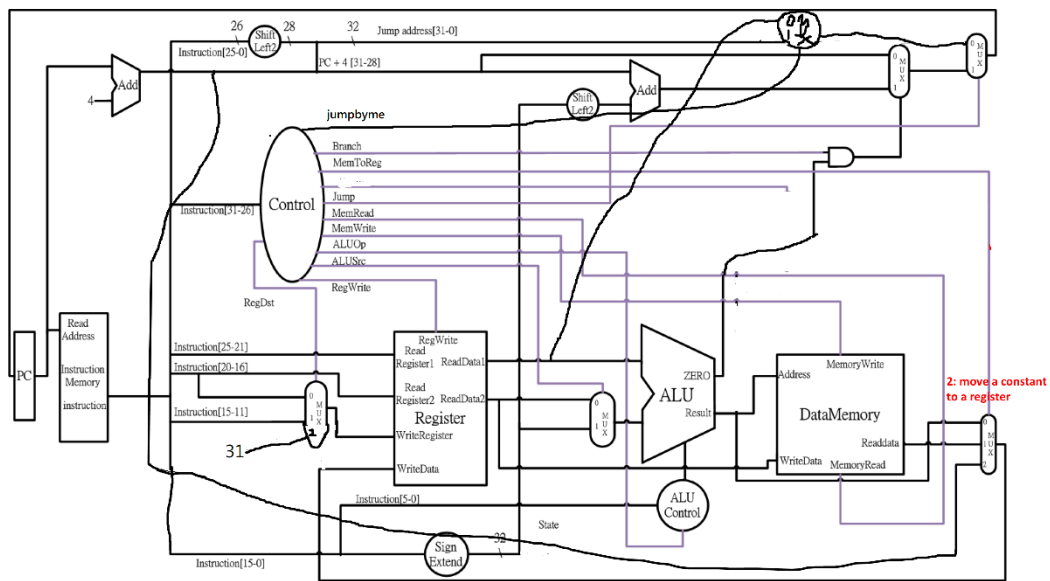 26
Shift
Left2
28
32
Jump address[31-0]
Instruction[25-0]
PC + 4 [31-28]
0
1
M
U
X
0
M
U
X
1
Add
4
Add
Shift
Left2
jumpbyme
Branch
MemToReg
Jump
MemRead
MemWrite
ALUOp
ALUSrc
RegWrite
Control
Instruction[31-26]
RegDst
PC
Read
Address
Instruction
Memory
instruction
Instruction[25-21]
Instruction[20-16]
Instruction[15-11]
0
M
U
X
1
1
31
RegWrite
Read
Register1
ReadData1
Read
Register2
ReadData2
Register
WriteRegister
WriteData
0
M
U
X
1
ZERO
ALU
Result
ALU
Control
MemoryWrite
Address
DataMemory
Readdata
WriteData
MemoryRead
2: move a constant
to a register
0
1
2
M
U
X
Instruction[5-0]
State
Sign
Extend
32
Instruction[15-0]